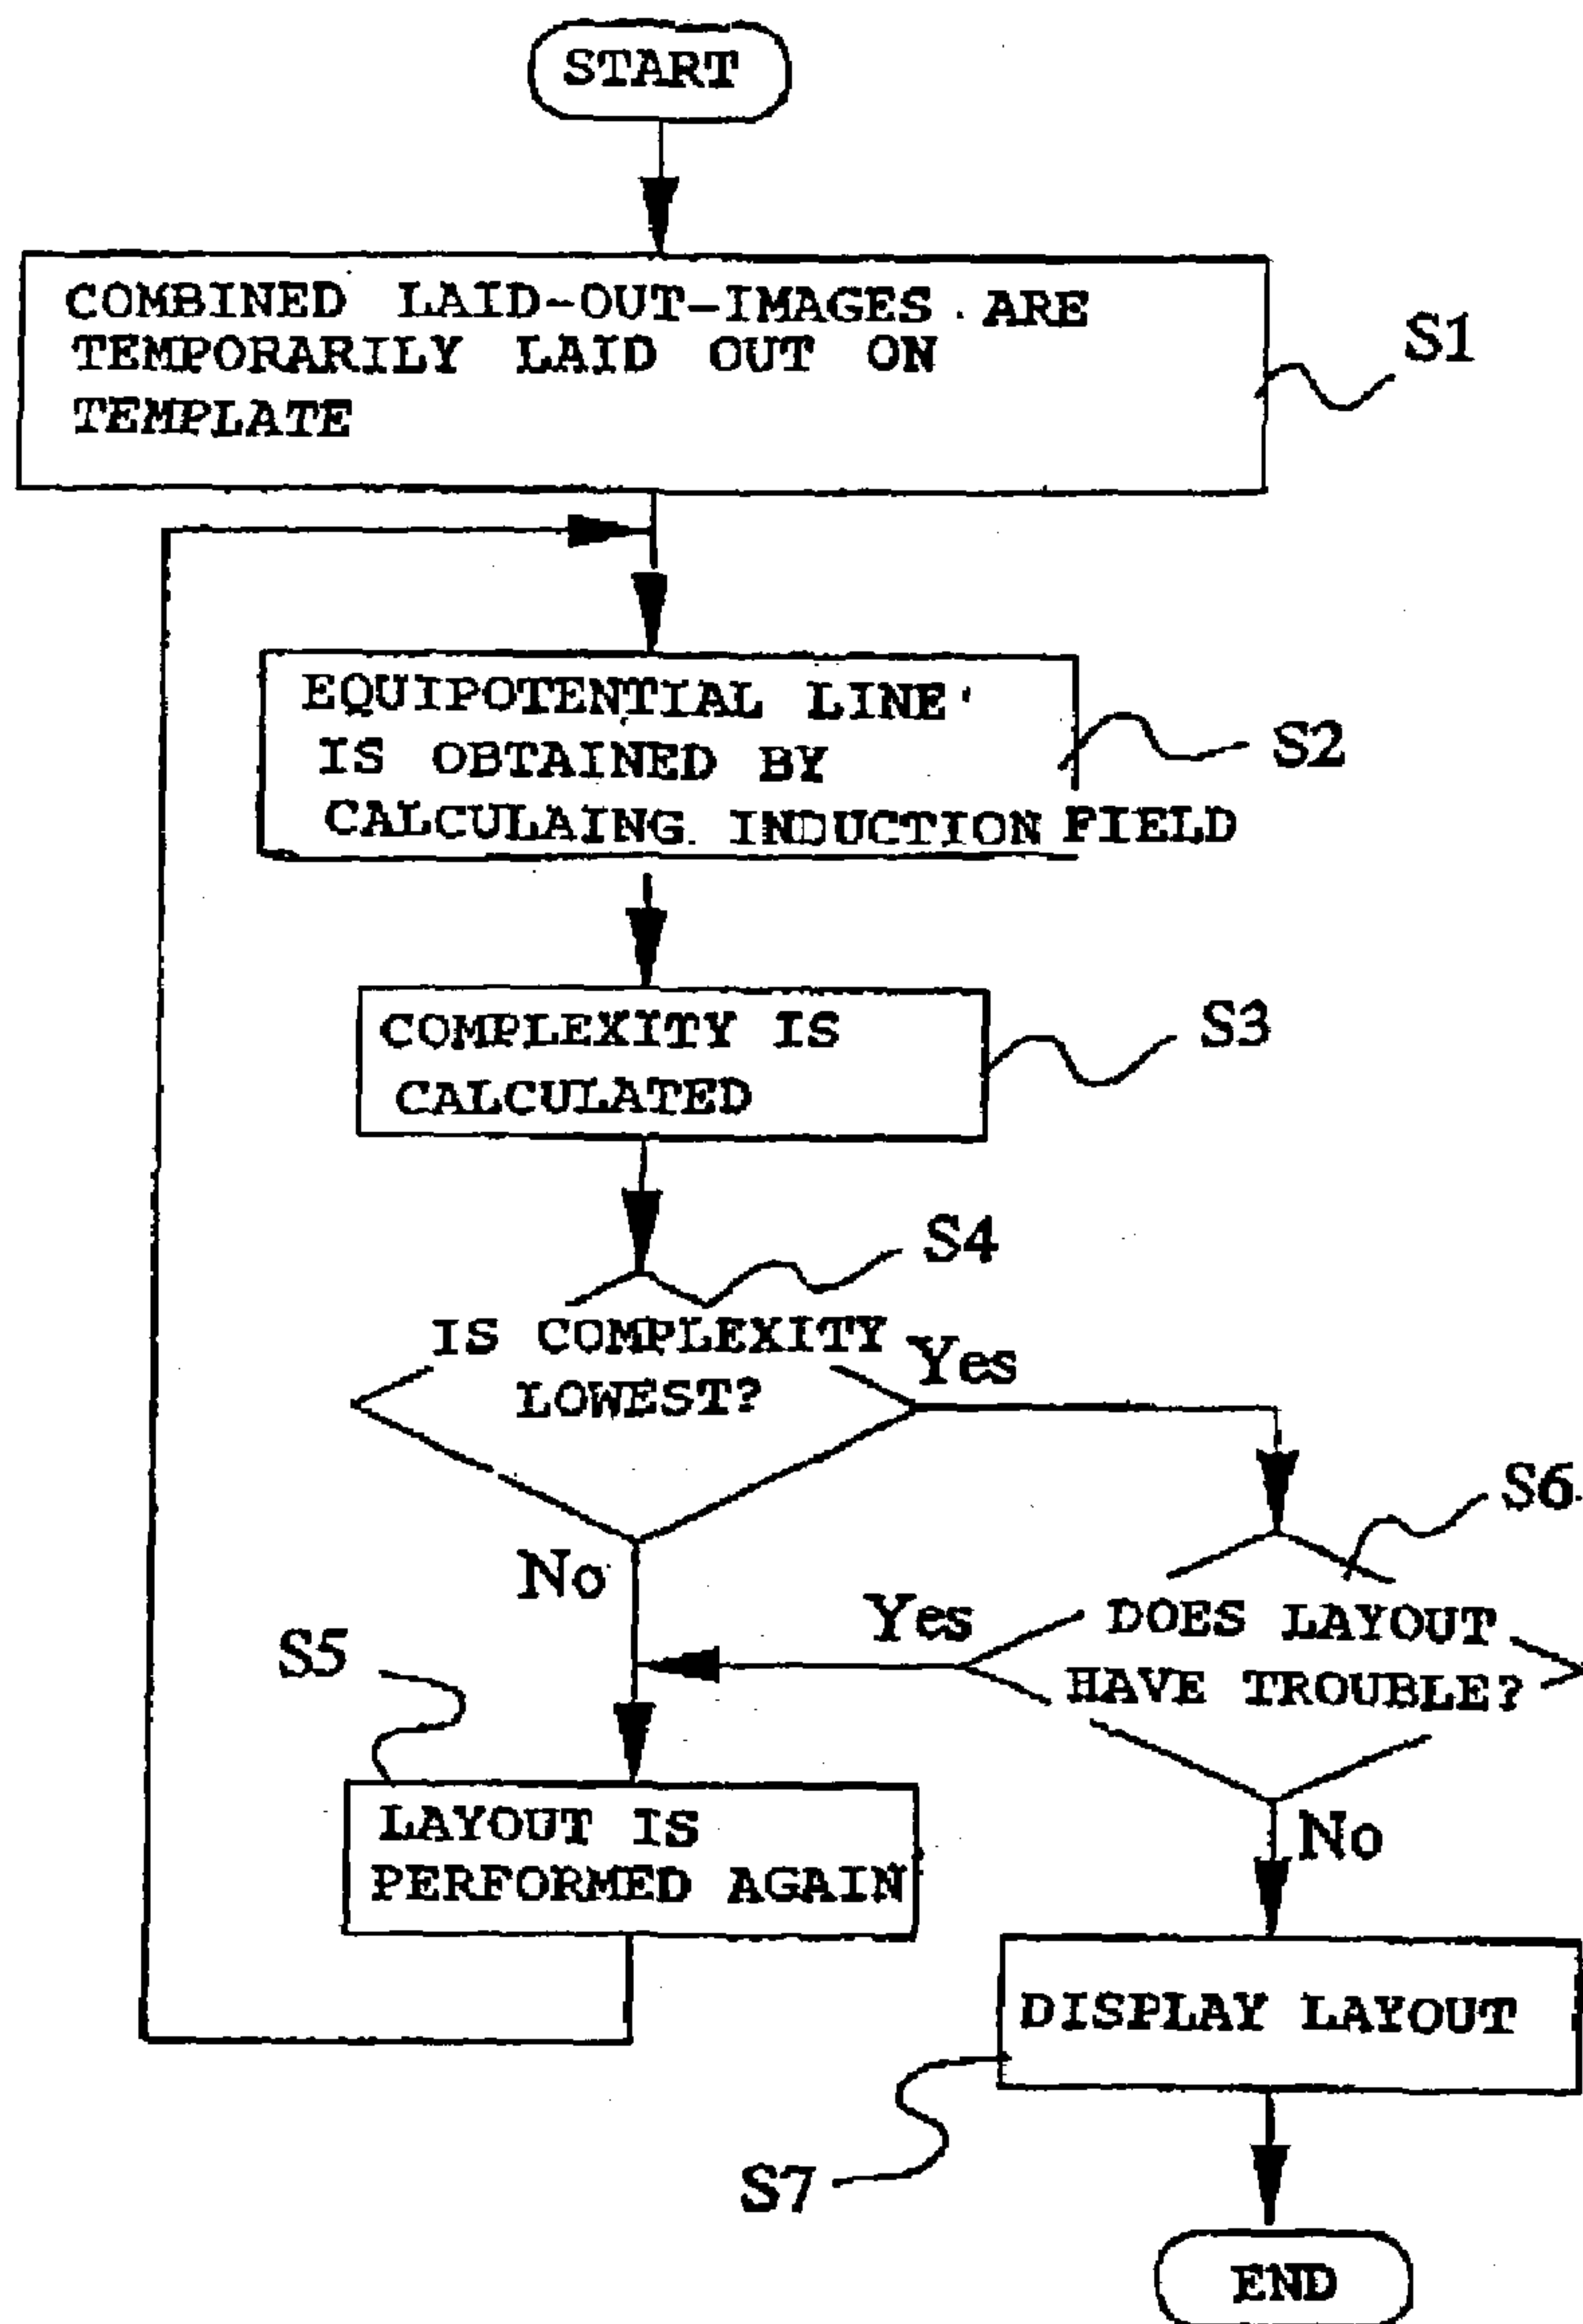 START
COMBINED LAID-OUT-IMAGES ARE
TEMPORARILY LAID OUT ON
TEMPLATE
S1
EQUIPOTENTIAL LINE
IS OBTAINED BY
CALCULAING INDUCTION FIELD
S2
COMPLEXITY IS
CALCULATED
S3
S4
IS COMPLEXITY
LOWEST?
Yes
No
S6
DOES LAYOUT
HAVE TROUBLE?
Yes
No
S5
LAYOUT IS
PERFORMED AGAIN
DISPLAY LAYOUT
S7
END